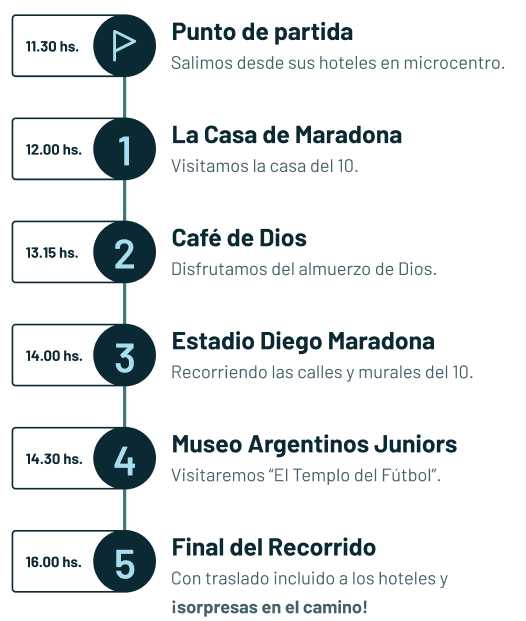 11.30 hs.
Punto de partida
Salimos desde sus hoteles en microcentro.
12.00 hs.
1
La Casa de Maradona
Visitamos la casa del 10.
13.15 hs.
2
Café de Dios
Disfrutamos del almuerzo de Dios.
14.00 hs.
3
Estadio Diego Maradona
Recorriendo las calles y murales del 10.
14.30 hs.
4
Museo Argentinos Juniors
Visitaremos “El Templo del Fútbol”.
16.00 hs.
5
Final del Recorrido
Con traslado incluido a los hoteles y
¡sorpresas en el camino!